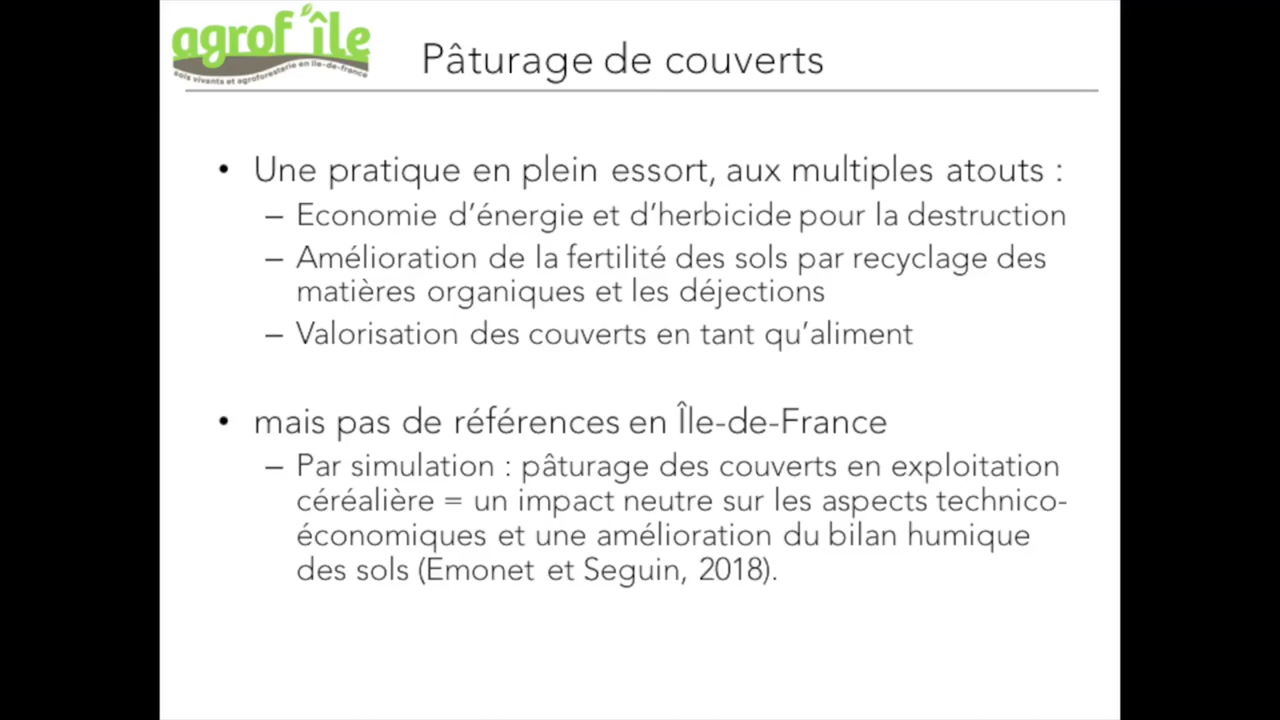 agrof'île
sols vivants et agroforesterie en île-de-france
Pâturage de couverts
• Une pratique en plein essort, aux multiples atouts :
– Economie d'énergie et d'herbicide pour la destruction
– Amélioration de la fertilité des sols par recyclage des
matières organiques et les déjections
– Valorisation des couverts en tant qu'aliment
• mais pas de références en Île-de-France
– Par simulation : pâturage des couverts en exploitation
céréalière = un impact neutre sur les aspects technico-
économiques et une amélioration du bilan humique
des sols (Emonet et Seguin, 2018).